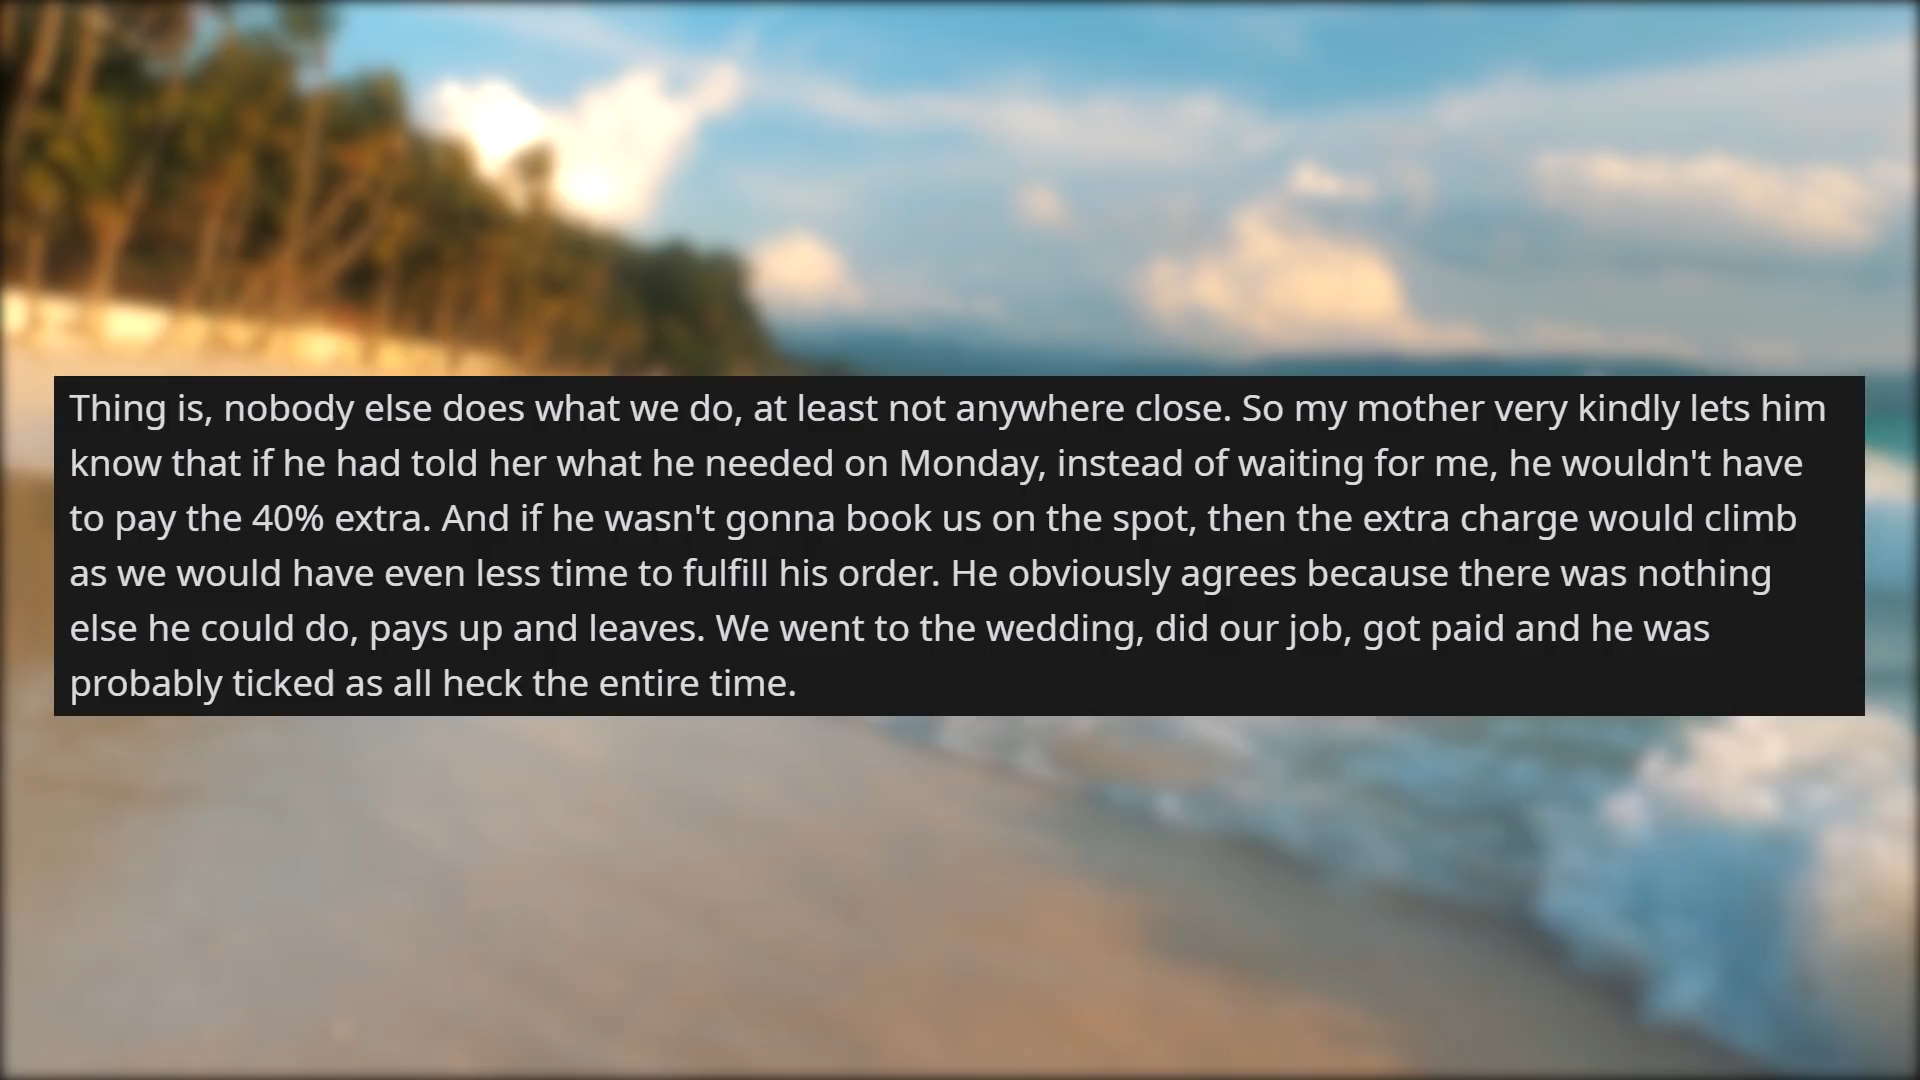 Thing is, nobody else does what we do, at least not anywhere close. So my mother very kindly lets him
know that if he had told her what he needed on Monday, instead of waiting for me, he wouldn't have
to pay the 40% extra. And if he wasn't gonna book us on the spot, then the extra charge would climb
as we would have even less time to fulfill his order. He obviously agrees because there was nothing
else he could do, pays up and leaves. We went to the wedding, did our job, got paid and he was
probably ticked as all heck the entire time.